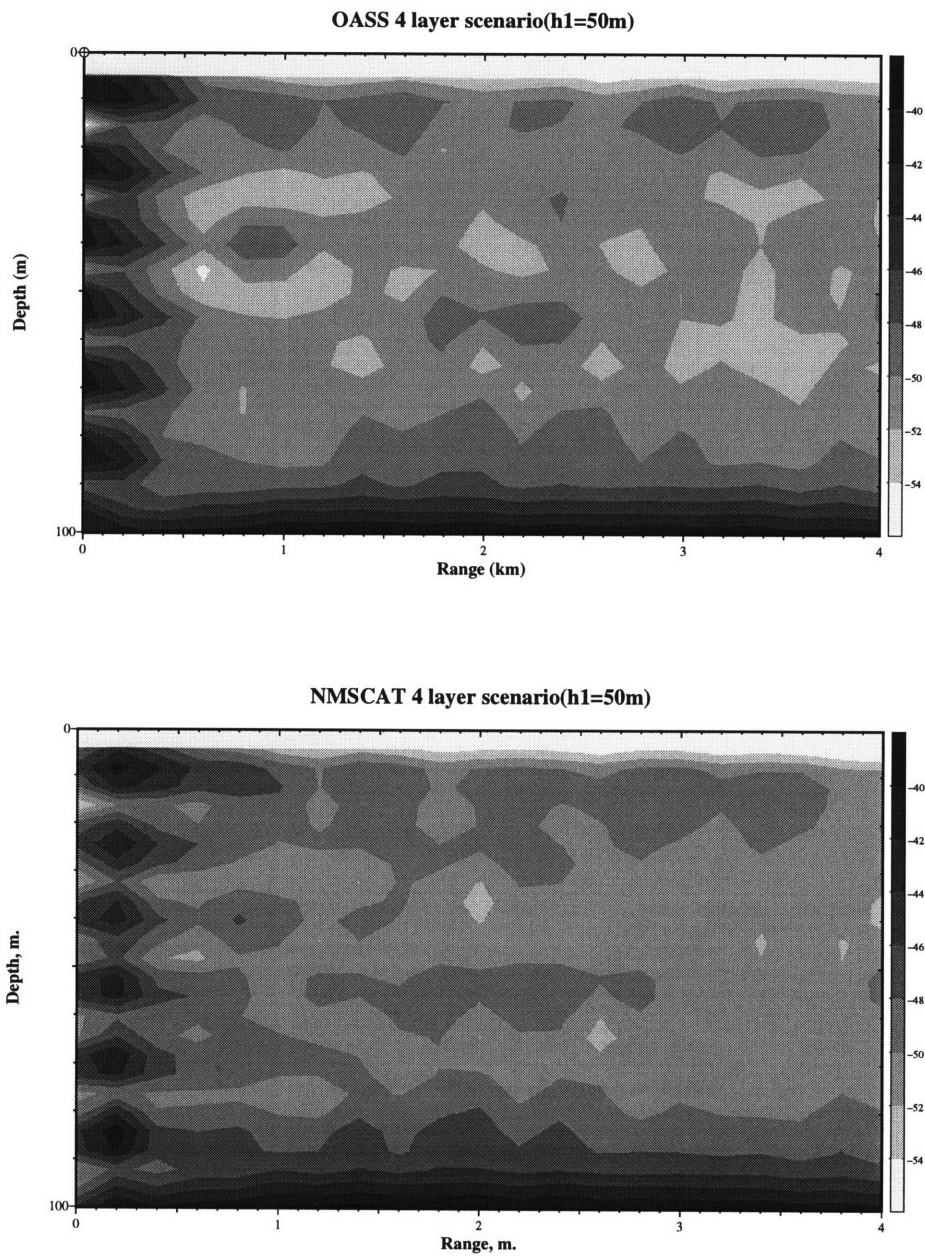 OASS 4 layer scenario(h1=50m)
0
Depth (m)
100
0 1 2 3 4
Range (km)
-40
-42
-44
-46
-48
-50
-52
-54
NMSCAT 4 layer scenario(h1=50m)
0
Depth, m.
100
0 1 2 3 4
Range, m.
-40
-42
-44
-46
-48
-50
-52
-54